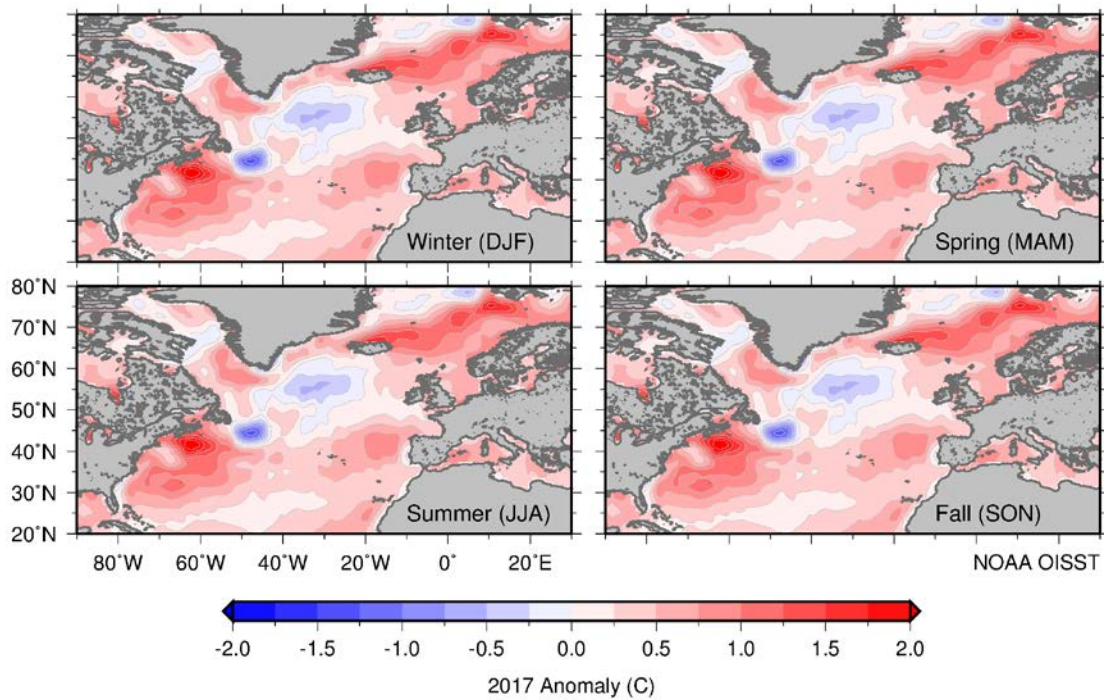 Winter (DJF)
Spring (MAM)
80˚N
70˚N
60˚N
50˚N
40˚N
30˚N
20˚N
Summer (JJA)
Fall (SON)
80˚W 60˚W 40˚W 20˚W 0˚ 20˚E
NOAA OISST
-2.0 -1.5 -1.0 -0.5 0.0 0.5 1.0 1.5 2.0
2017 Anomaly (C)